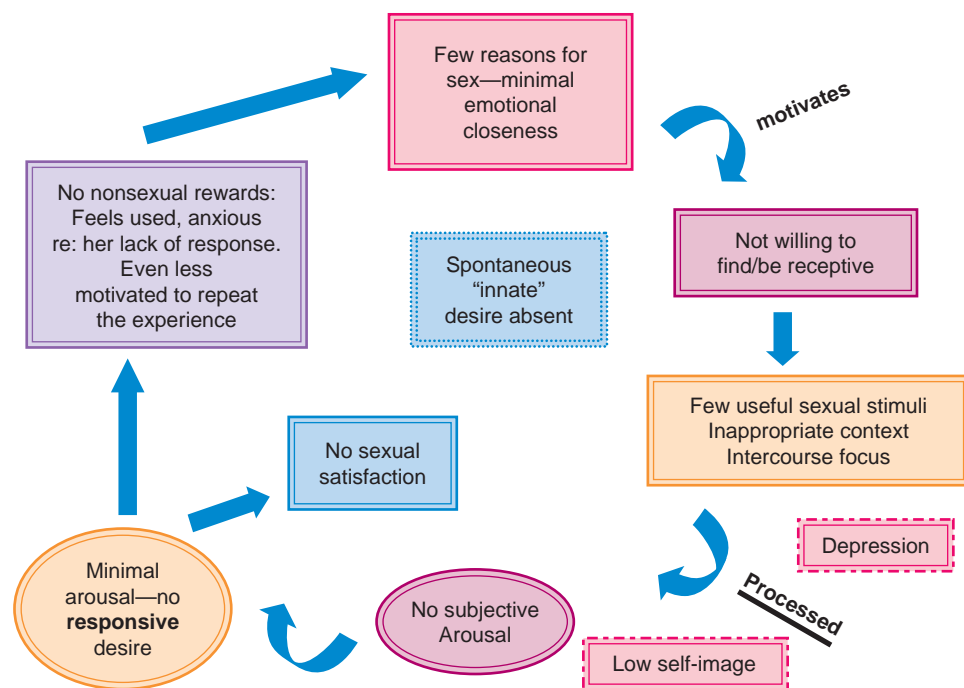 Few reasons for
sex—minimal
emotional
closeness
motivates
No nonsexual rewards:
Feels used, anxious
re: her lack of response.
Even less
motivated to repeat
the experience
Spontaneous
“innate”
desire absent
Not willing to
find/be receptive
Few useful sexual stimuli
Inappropriate context
Intercourse focus
No sexual
satisfaction
Depression
Processed
Minimal
arousal—no
responsive
desire
No subjective
Arousal
Low self-image